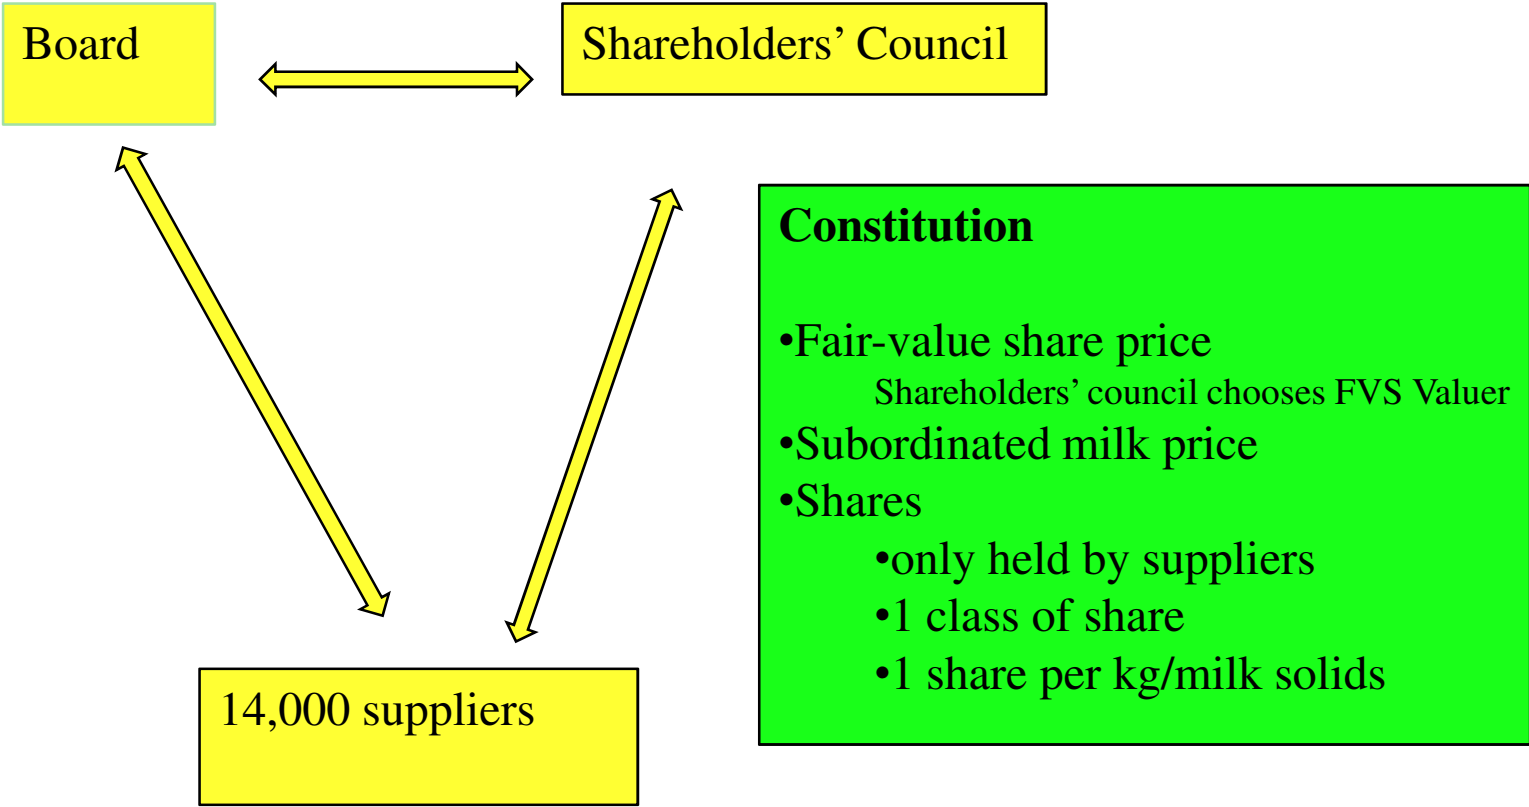 Board
Shareholders’ Council
Constitution
•Fair-value share price
Shareholders’ council chooses FVS Valuer
•Subordinated milk price
•Shares
•only held by suppliers
•1 class of share
•1 share per kg/milk solids
14,000 suppliers